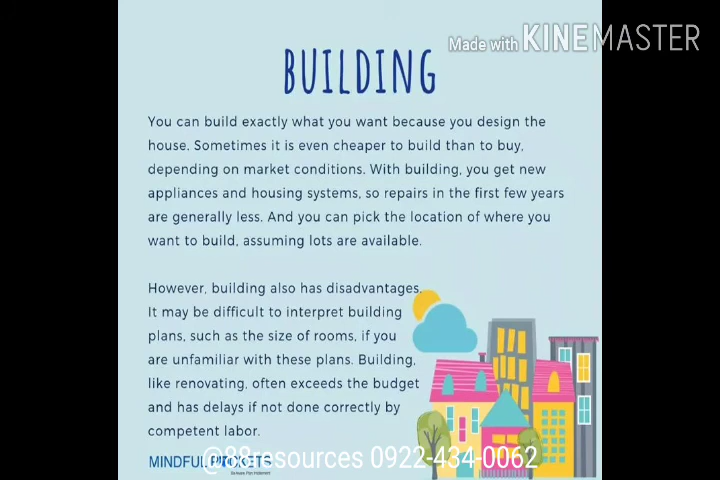 Made with KINEMASTER
BUILDING
You can build exactly what you want because you design the
house. Sometimes it is even cheaper to build than to buy,
depending on market conditions. With building, you get new
appliances and housing systems, so repairs in the first few years
are generally less. And you can pick the location of where you
want to build, assuming lots are available.
However, building also has disadvantages.
It may be difficult to interpret building
plans, such as the size of rooms, if you
are unfamiliar with these plans. Building,
like renovating, often exceeds the budget
and has delays if not done correctly by
competent labor.
MINDFUL
@88resources 0922-434-0062